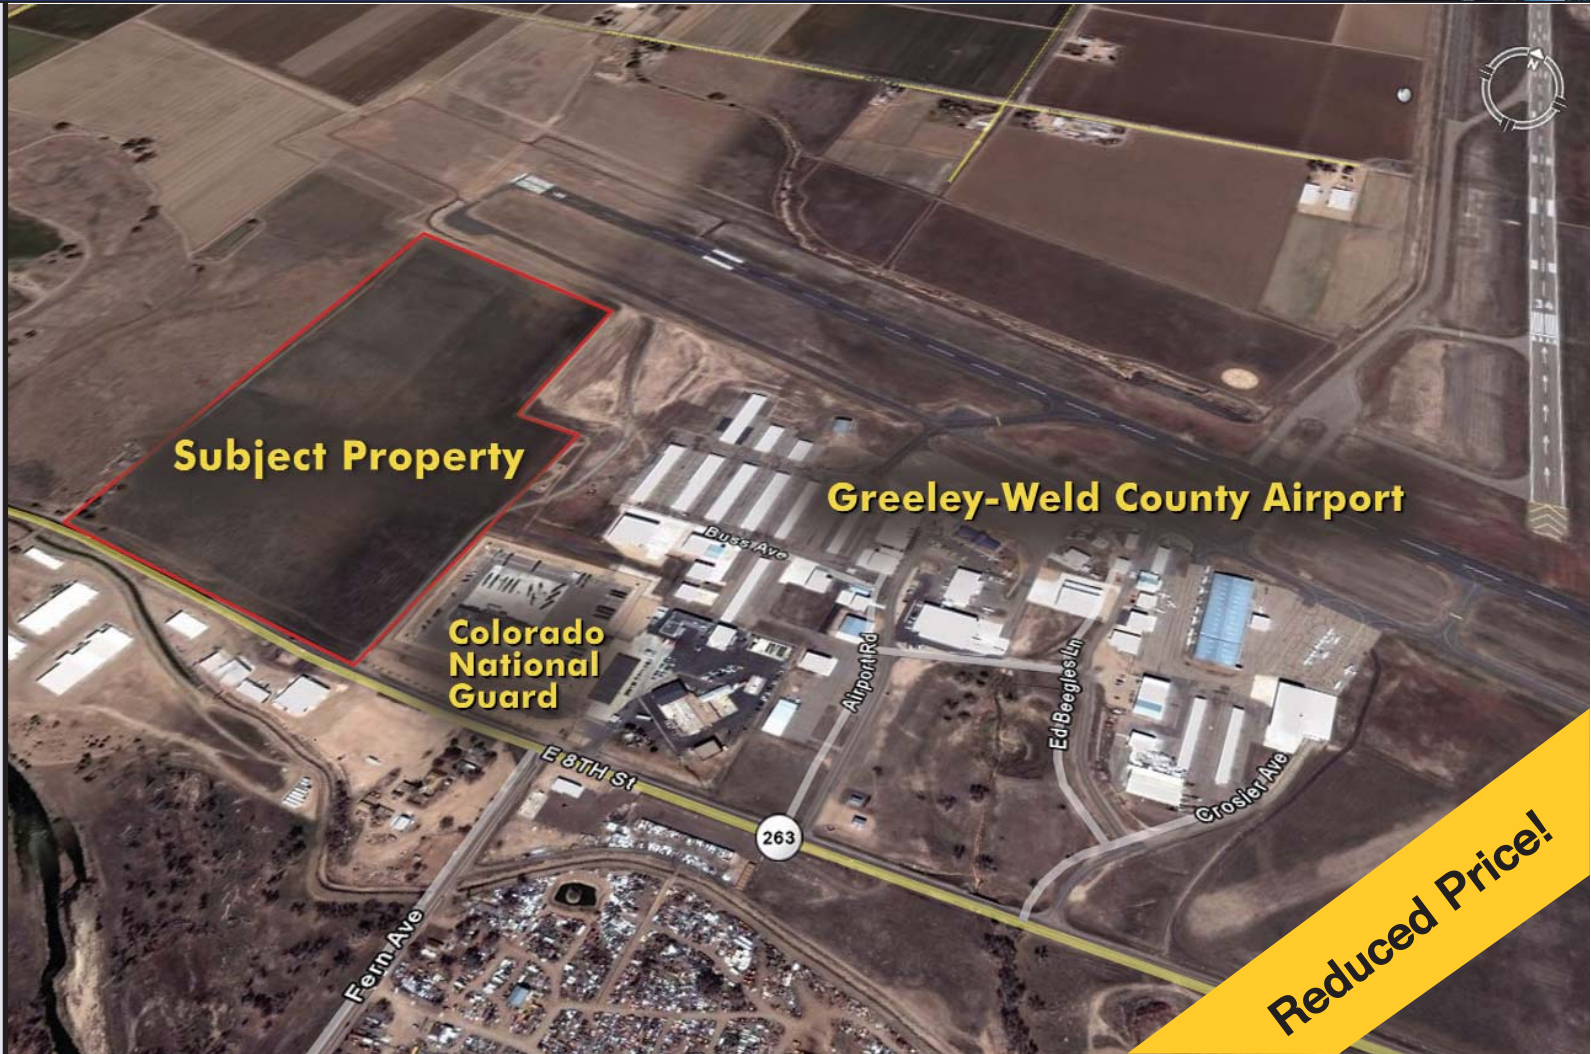 N
34
Subject Property
Greeley-Weld County Airport
Buss Ave
Colorado
National
Guard
Airport Rd
Ed Beegles Ln
E 8TH St
Crosier Ave
263
Fern Ave
Reduced Price!